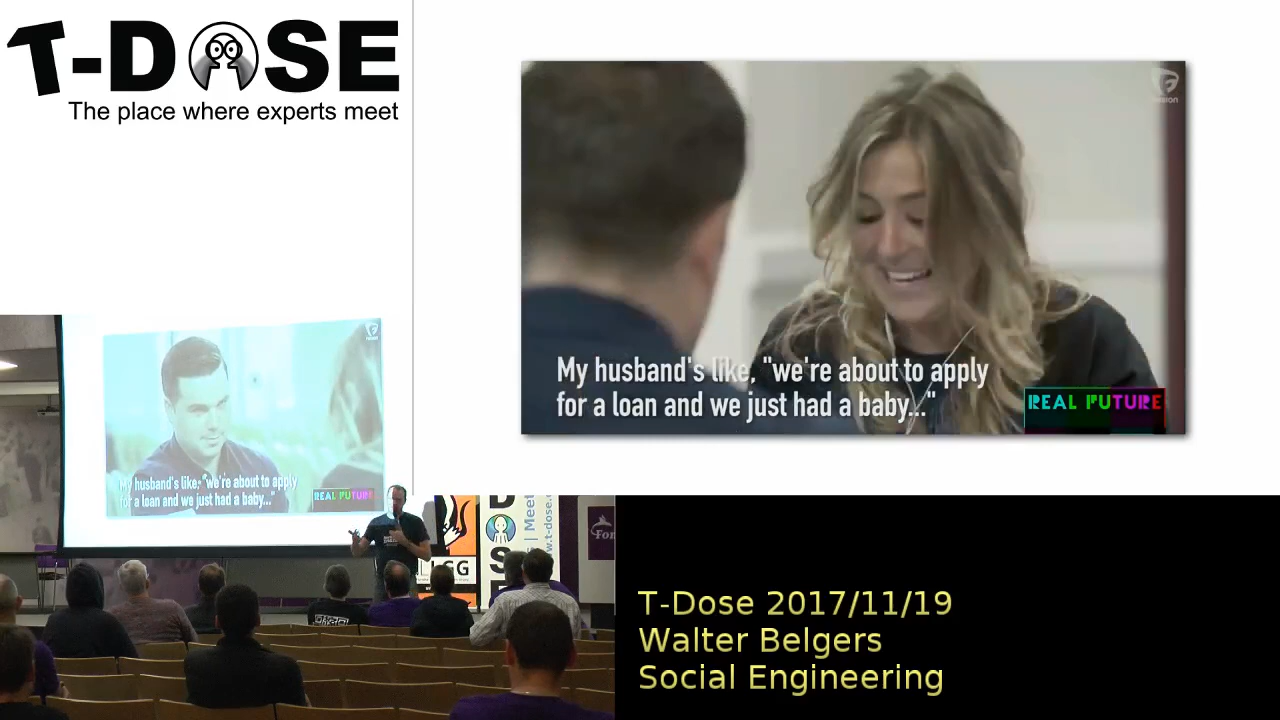 T-DOSE
The place where experts meet
My husband's like, "we're about to apply
for a loan and we just had a baby..."
REAL FUTURE
My husband's like, "we're about to apply
for a loan and we just had a baby..."
REAL FUTURE
T-Dose 2017/11/19
Walter Belgers
Social Engineering